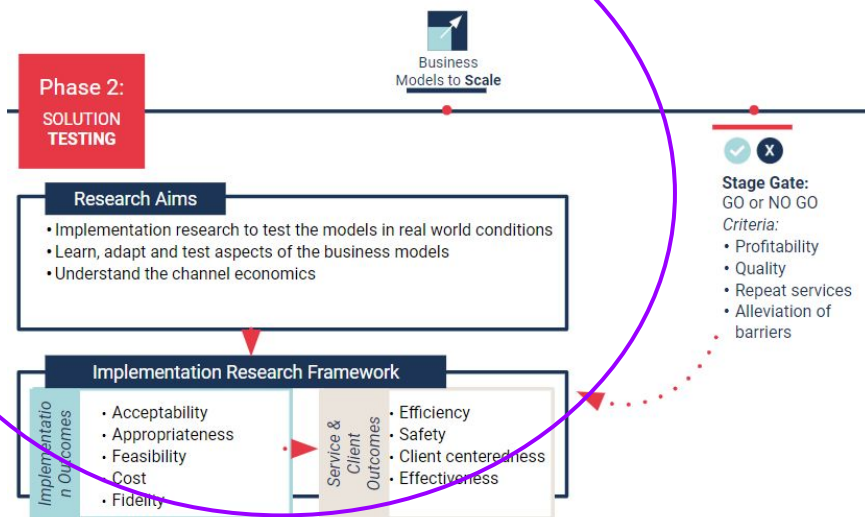 Business
Models to Scale
Phase 2:
SOLUTION
TESTING
X
Stage Gate:
GO or NO GO
Criteria:
• Profitability
• Quality
• Repeat services
• Alleviation of
barriers
Research Aims
• Implementation research to test the models in real world conditions
• Learn, adapt and test aspects of the business models
• Understand the channel economics
Implementation Research Framework
Implementatio
n Outcomes
• Acceptability
• Appropriateness
• Feasibility
• Cost
• Fidelity
Service &
Client
Outcomes
• Efficiency
• Safety
• Client centeredness
• Effectiveness